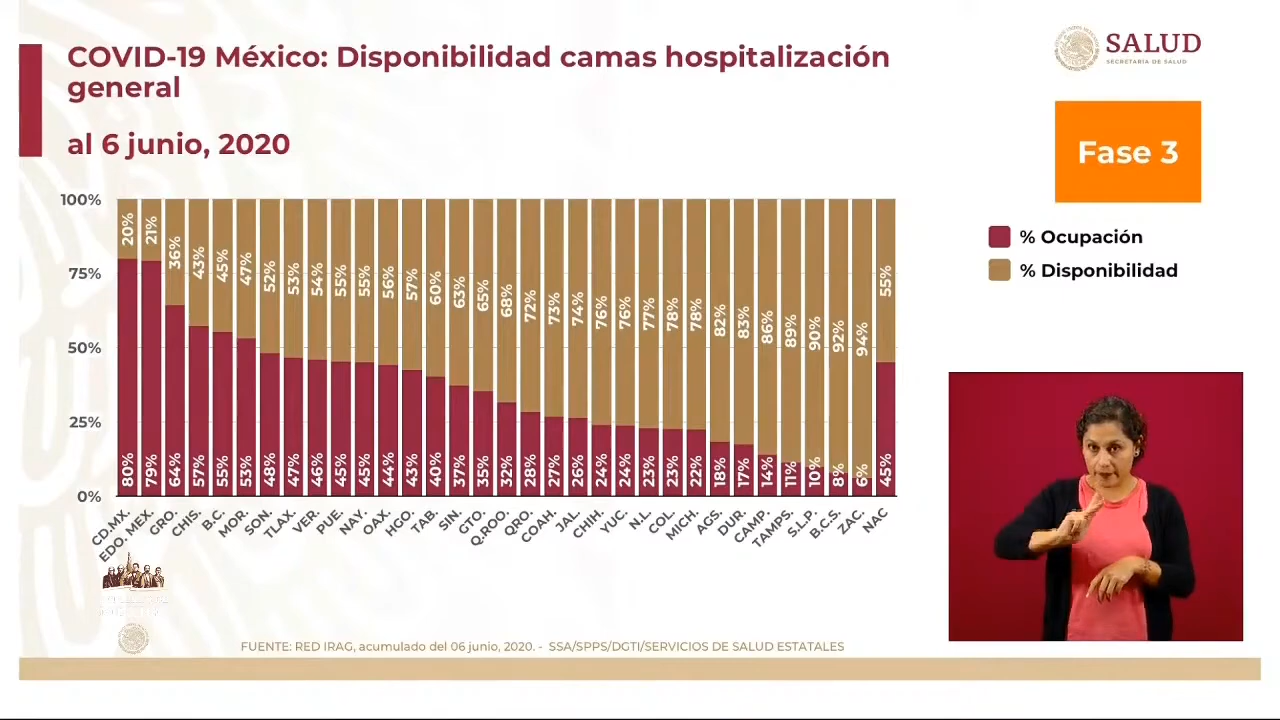 COVID-19 México: Disponibilidad camas hospitalización
general
al 6 junio, 2020
SALUD
SECRETARÍA DE SALUD
Fase 3
% Ocupación
% Disponibilidad
100%
75%
50%
25%
0%
20% 21% 36% 43% 45% 47% 52% 53% 54% 55% 55% 56% 57% 60% 63% 65% 68% 72% 73% 74% 76% 76% 77% 78% 78% 82% 83% 86% 89% 90% 92% 94% 55%
80% 79% 64% 57% 55% 53% 48% 47% 46% 45% 45% 44% 43% 40% 37% 35% 32% 28% 27% 26% 24% 24% 23% 23% 22% 18% 17% 14% 11% 10% 8% 6% 45%
CD.MX. EDO. MEX. GRO. CHIS. B.C. MOR. SON. TLAX. VER. PUE. NAY. OAX. HGO. TAB. SIN. GTO. Q.ROO. QRO. COAH. JAL. CHIH. YUC. N.L. COL. MICH. AGS. DUR. CAMP. TAMPS. S.L.P. B.C.S. ZAC. NAC
FUENTE: RED IRAG, acumulado del 06 junio, 2020. - SSA/SPPS/DGTI/SERVICIOS DE SALUD ESTATALES